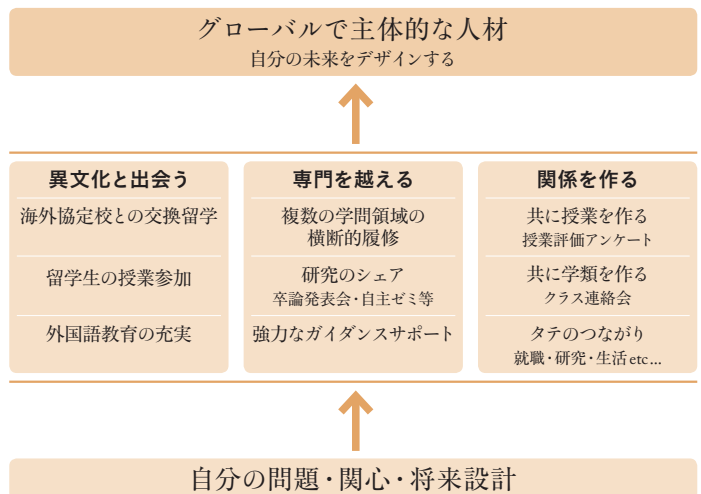 グローバルで主体的な人材
自分の未来をデザインする
異文化と出会う
海外協定校との交換留学
留学生の授業参加
外国語教育の充実
専門を越える
複数の学問領域の
横断的履修
研究のシェア
卒論発表会・自主ゼミ等
強力なガイダンスサポート
関係を作る
共に授業を作る
授業評価アンケート
共に学類を作る
クラス連絡会
タテのつながり
就職・研究・生活 etc...
自分の問題・関心・将来設計